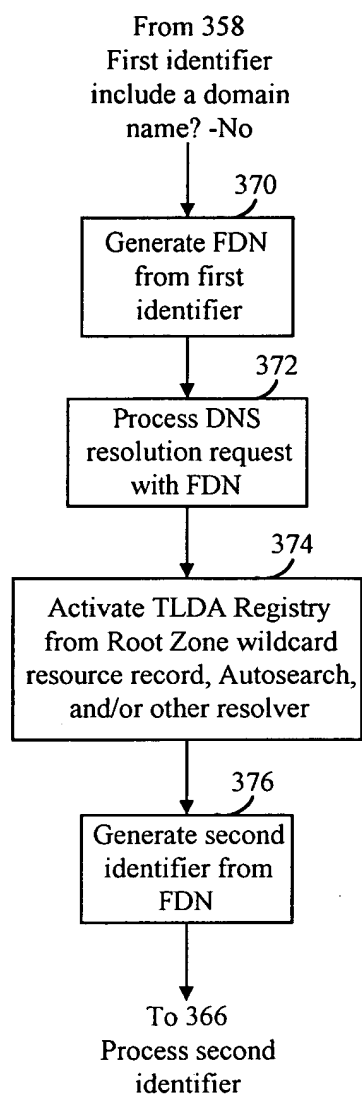 From 358
First identifier
include a domain
name? -No
370
Generate FDN
from first
identifier
372
Process DNS
resolution request
with FDN
374
Activate TLDA Registry
from Root Zone wildcard
resource record, Autosearch,
and/or other resolver
376
Generate second
identifier from
FDN
To 366
Process second
identifier